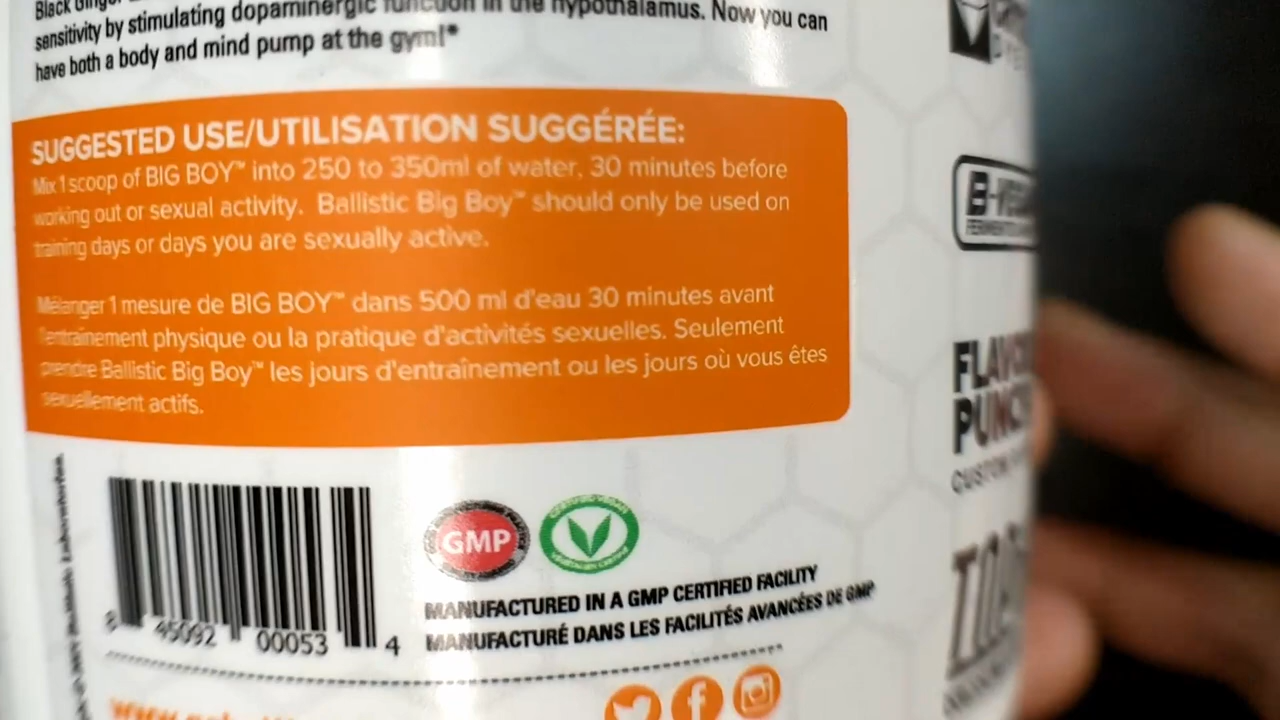 Black
sensitivity by stimulating dopaminergic function in the hypothalamus. Now you can
have both a body and mind pump at the gym!*
SUGGESTED USE/UTILISATION SUGGÉRÉE:
Mix 1 scoop of BIG BOY™ into 250 to 350ml of water, 30 minutes before
working out or sexual activity. Ballistic Big Boy™ should only be used on
training days or days you are sexually active.
Mélanger 1 mesure de BIG BOY™ dans 500 ml d'eau 30 minutes avant
l'entraînement physique ou la pratique d'activités sexuelles. Seulement
prendre Ballistic Big Boy™ les jours d'entraînement ou les jours où vous êtes
sexuellement actifs.
GMP
CERTIFIED VEGAN
MANUFACTURED IN A GMP CERTIFIED FACILITY
MANUFACTURÉ DANS LES FACILITÉS AVANCÉES DE GMP
8 45092 00053 4